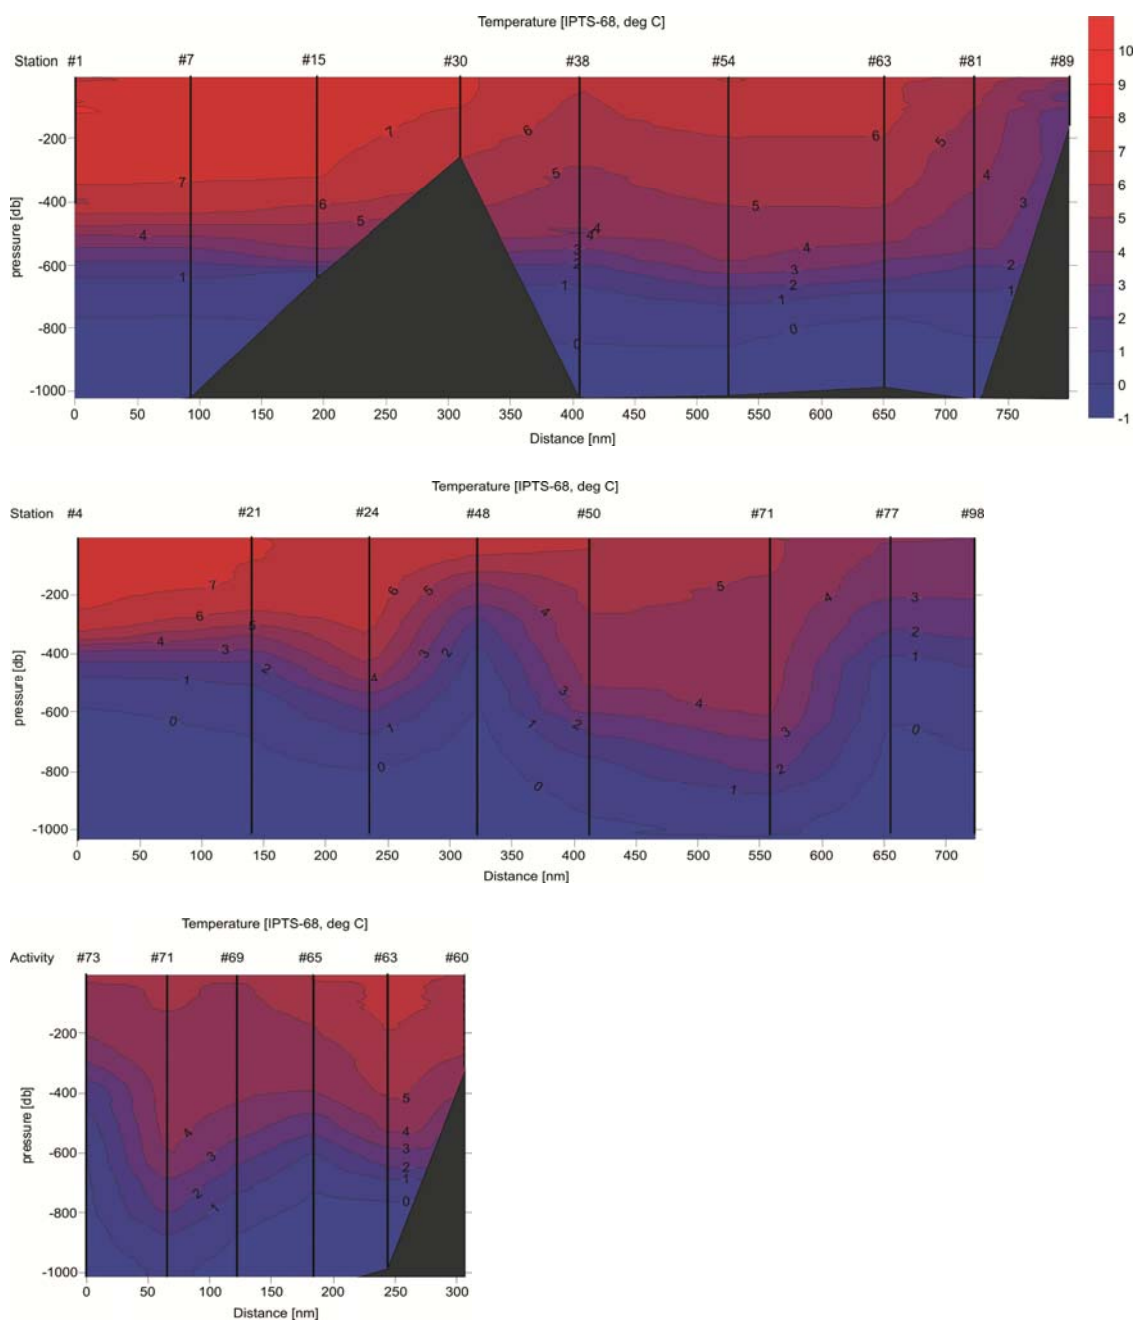 Temperature [IPTS-68, deg C]
Station #1 #7 #15 #30 #38 #54 #63 #81 #89
pressure [db]
-200
-400
-600
-800
-1000
7 7 6 5 4 1 6 5 4 4 3 2 1 0 6 5 4 3 2 1 0 5 4 3 2 1
0 50 100 150 200 250 300 350 400 450 500 550 600 650 700 750
Distance [nm]
10
9
8
7
6
5
4
3
2
1
0
-1
Temperature [IPTS-68, deg C]
Station #4 #21 #24 #48 #50 #71 #77 #98
pressure [db]
-200
-400
-600
-800
-1000
7 6 5 4 3 2 1 0 6 5 4 3 2 1 0 4 3 2 1 0 5 4 3 2 1 4 3 2 1 0
0 50 100 150 200 250 300 350 400 450 500 550 600 650 700
Distance [nm]
Temperature [IPTS-68, deg C]
Activity #73 #71 #69 #65 #63 #60
pressure [db]
-200
-400
-600
-800
-1000
4 3 2 1 5 4 3 2 1 0
0 50 100 150 200 250 300
Distance [nm]